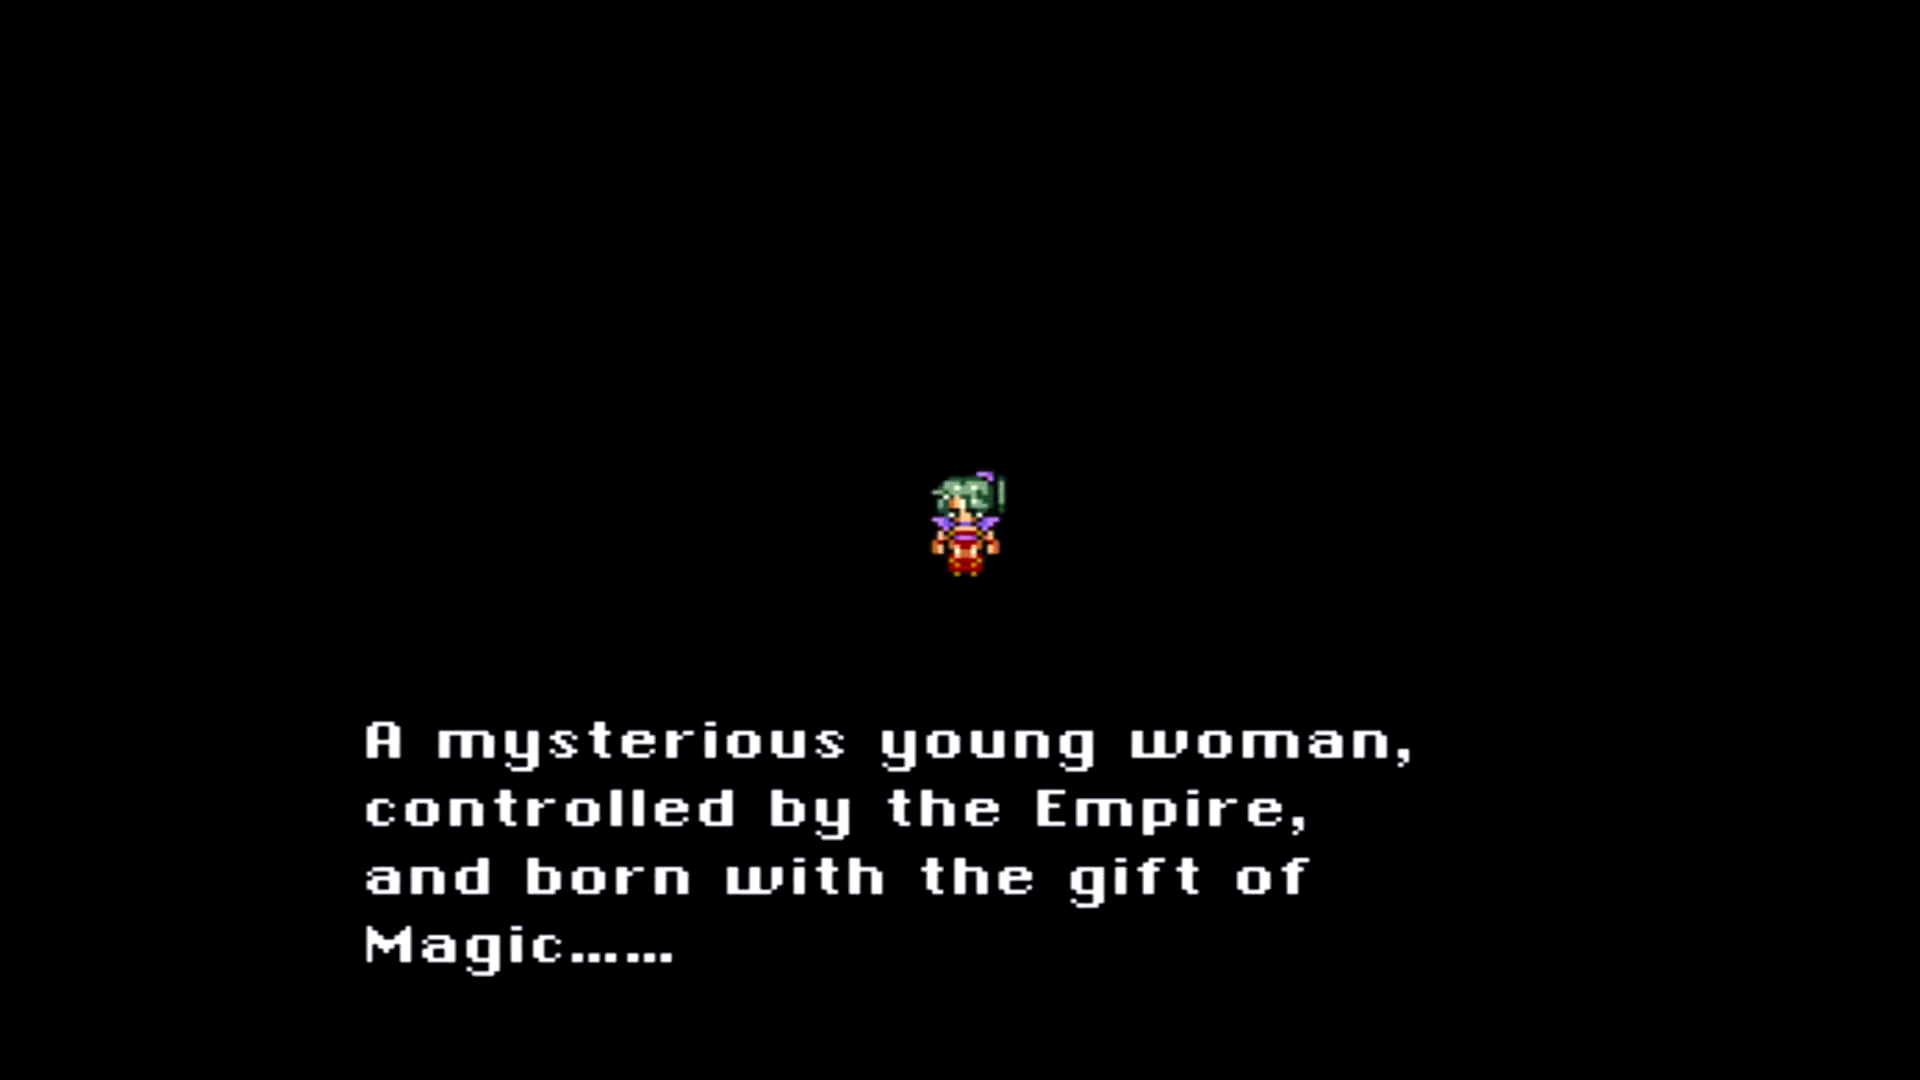 A mysterious young woman,
controlled by the Empire,
and born with the gift of
Magic……